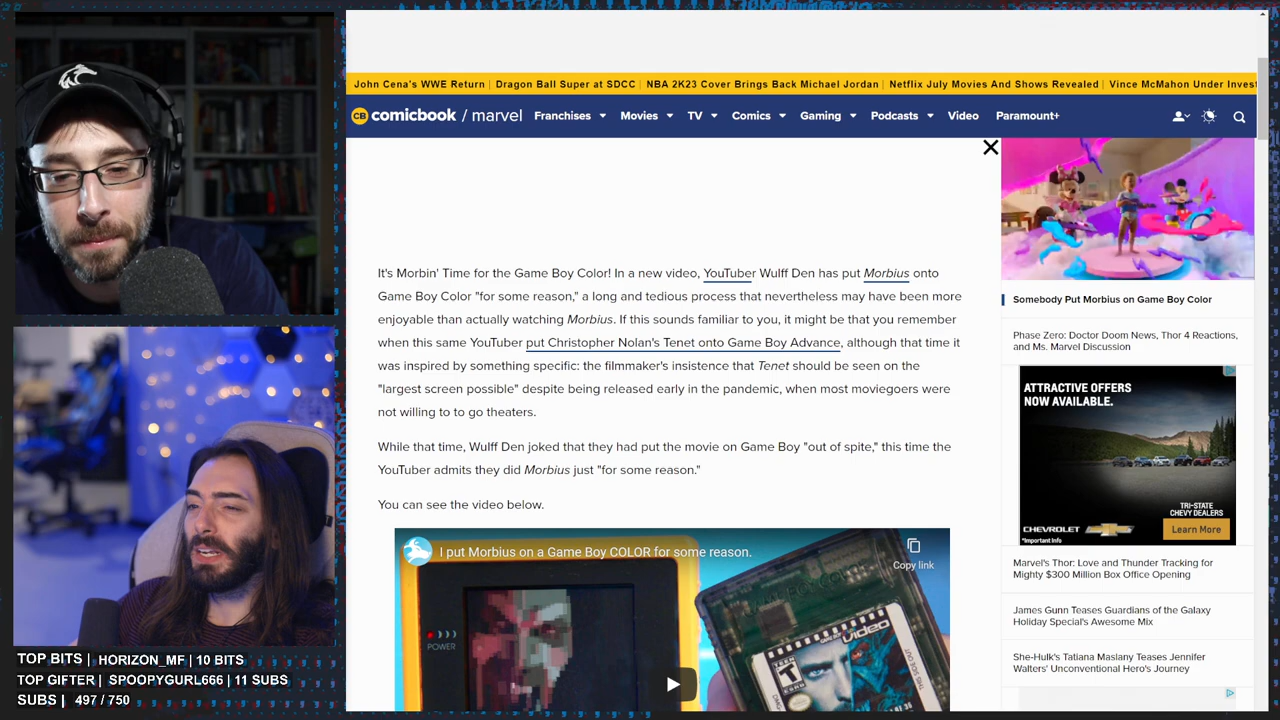 John Cena's WWE Return | Dragon Ball Super at SDCC | NBA 2K23 Cover Brings Back Michael Jordan | Netflix July Movies And Shows Revealed | Vince McMahon Under Invest
CB comicbook / marvel Franchises Movies TV Comics Gaming Podcasts Video Paramount+
It's Morbin' Time for the Game Boy Color! In a new video, YouTuber Wulff Den has put Morbius onto
Game Boy Color "for some reason," a long and tedious process that nevertheless may have been more
enjoyable than actually watching Morbius. If this sounds familiar to you, it might be that you remember
when this same YouTuber put Christopher Nolan's Tenet onto Game Boy Advance, although that time it
was inspired by something specific: the filmmaker's insistence that Tenet should be seen on the
"largest screen possible" despite being released early in the pandemic, when most moviegoers were
not willing to to go theaters.
While that time, Wulff Den joked that they had put the movie on Game Boy "out of spite," this time the
YouTuber admits they did Morbius just "for some reason."
You can see the video below.
I put Morbius on a Game Boy COLOR for some reason.
Copy link
POWER
GAME BOY COLOR
Video
TEEN
T
Somebody Put Morbius on Game Boy Color
Phase Zero: Doctor Doom News, Thor 4 Reactions,
and Ms. Marvel Discussion
ATTRACTIVE OFFERS
NOW AVAILABLE.
TRI-STATE
CHEVY DEALERS
CHEVROLET
Learn More
*Important Info
Marvel's Thor: Love and Thunder Tracking for
Mighty $300 Million Box Office Opening
James Gunn Teases Guardians of the Galaxy
Holiday Special's Awesome Mix
She-Hulk's Tatiana Maslany Teases Jennifer
Walters' Unconventional Hero's Journey
TOP BITS | HORIZON_MF | 10 BITS
TOP GIFTER | SPOOPYGURL666 | 11 SUBS
SUBS | 497 / 750